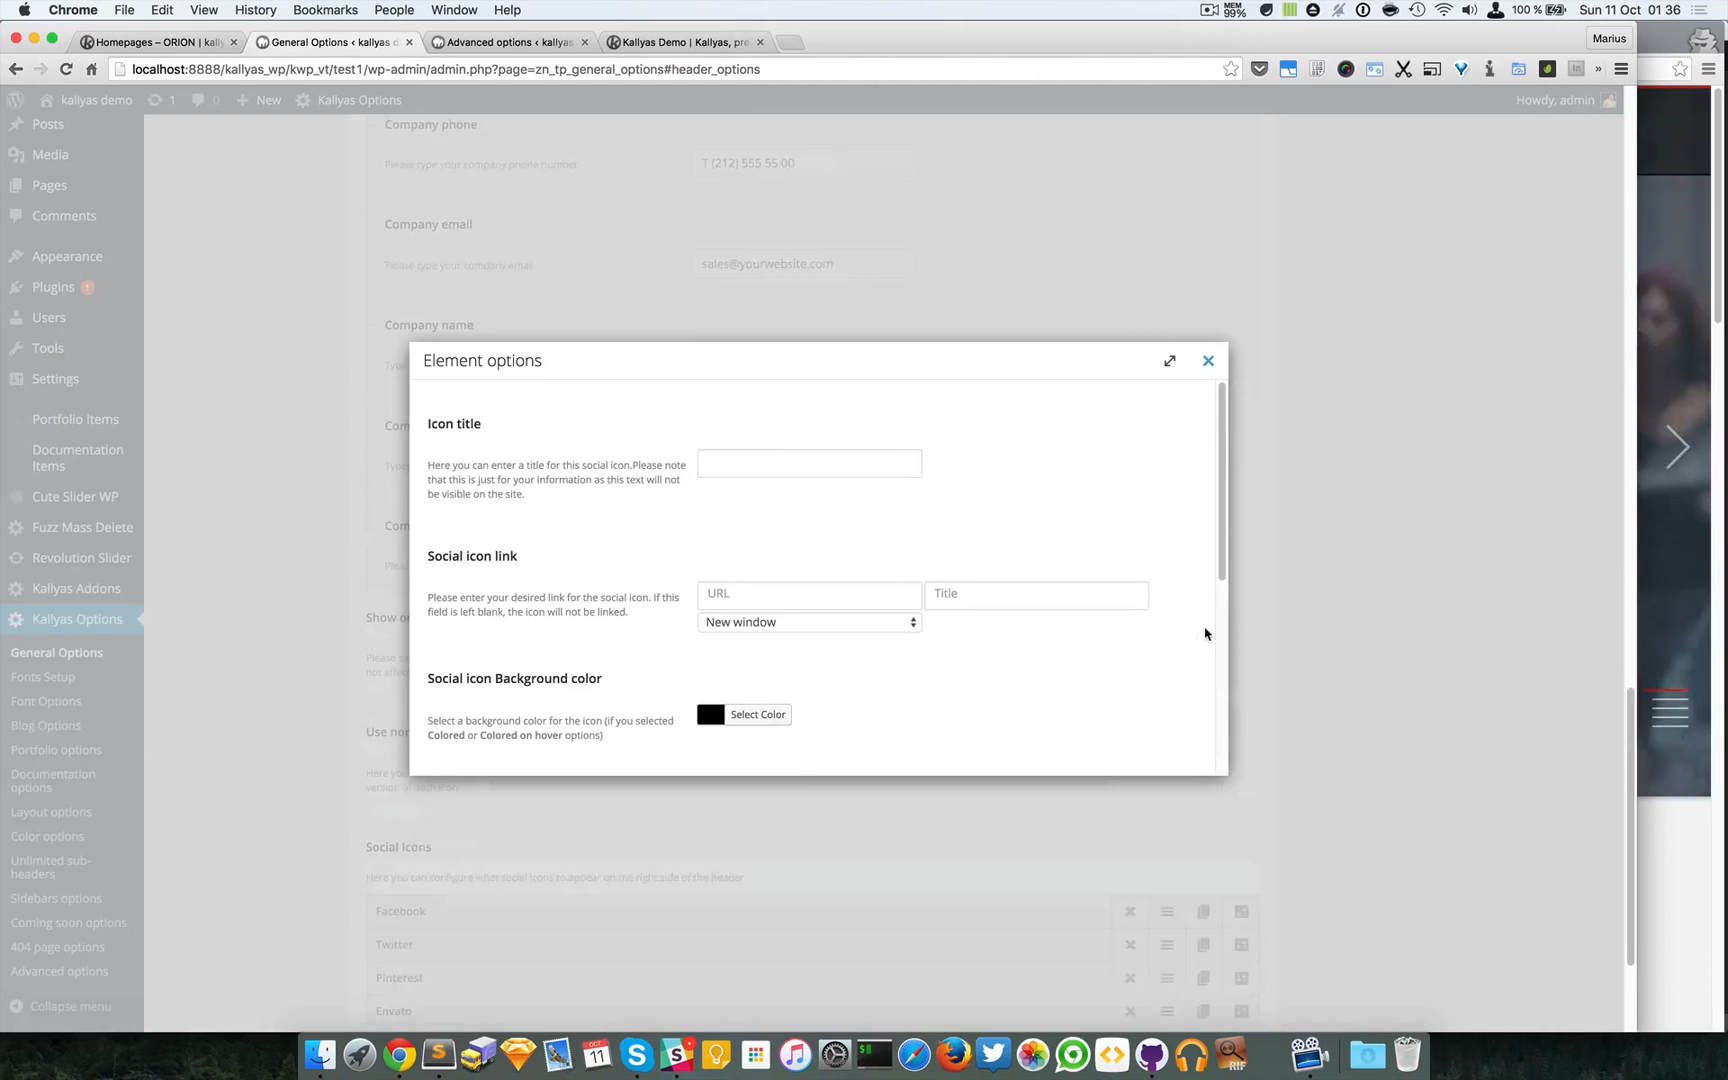 Chrome File Edit View History Bookmarks People Window Help
MEM 99% 100 % Sun 11 Oct 01 36
Homepages – ORION | kally
General Options ‹ kallyas d
Advanced options ‹ kallyas
Kallyas Demo | Kallyas, pre
Marius
localhost:8888/kallyas_wp/kwp_vt/test1/wp-admin/admin.php?page=zn_tp_general_options#header_options
kallyas demo 1 0 New Kallyas Options
Howdy, admin
Posts
Media
Pages
Comments
Appearance
Plugins 1
Users
Tools
Settings
Portfolio Items
Documentation
Items
Cute Slider WP
Fuzz Mass Delete
Revolution Slider
Kallyas Addons
Kallyas Options
General Options
Fonts Setup
Font Options
Blog Options
Portfolio options
Documentation
options
Layout options
Color options
Unlimited sub-
headers
Sidebars options
Coming soon options
404 page options
Advanced options
Collapse menu
Company phone
Please type your company phone number
T (212) 555 55 00
Company email
Please type your company email
sales@yourwebsite.com
Company name
Element options
Icon title
Here you can enter a title for this social icon.Please note
that this is just for your information as this text will not
be visible on the site.
Social icon link
Please enter your desired link for the social icon. If this
field is left blank, the icon will not be linked.
URL
Title
New window
Social icon Background color
Select a background color for the icon (if you selected
Colored or Colored on hover options)
Select Color
Social Icons
Here you can configure what social icons to appear on the right side of the header
Facebook
Twitter
Pinterest
Envato
OCT
11
RIF